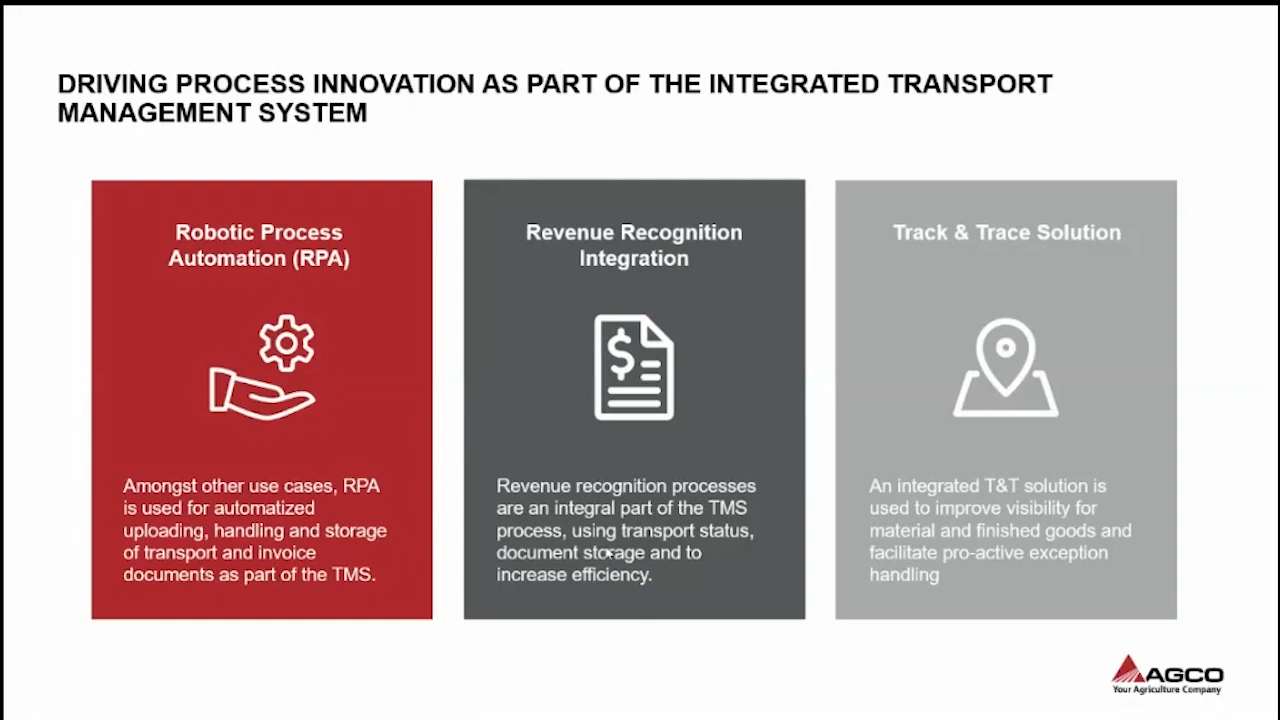 DRIVING PROCESS INNOVATION AS PART OF THE INTEGRATED TRANSPORT
MANAGEMENT SYSTEM
Robotic Process
Automation (RPA)
Amongst other use cases, RPA
is used for automatized
uploading, handling and storage
of transport and invoice
documents as part of the TMS.
Revenue Recognition
Integration
$
Revenue recognition processes
are an integral part of the TMS
process, using transport status,
document storage and to
increase efficiency.
Track & Trace Solution
An integrated T&T solution is
used to improve visibility for
material and finished goods and
facilitate pro-active exception
handling
AGCO
Your Agriculture Company